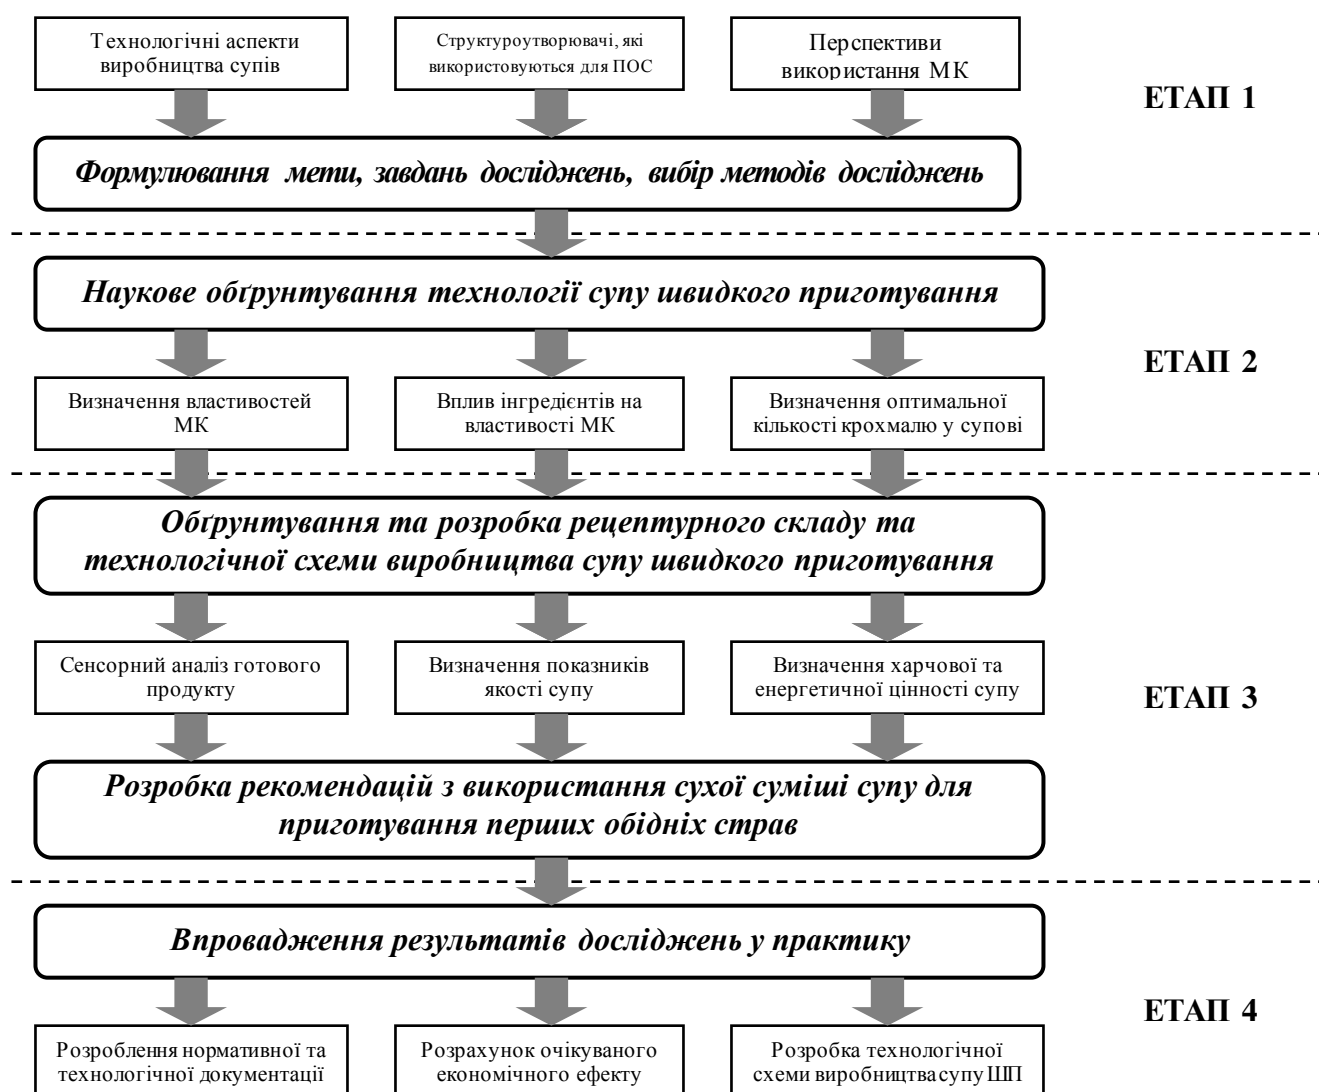 Технологічні аспекти
виробництва супів
Структуроутворювачі, які
використовуються для ПОС
Перспективи
використання МК
ЕТАП 1
Формулювання мети, завдань досліджень, вибір методів досліджень
Наукове обґрунтування технології супу швидкого приготування
ЕТАП 2
Визначення властивостей
МК
Вплив інгредієнтів на
властивості МК
Визначення оптимальної
кількості крохмалю у супові
Обґрунтування та розробка рецептурного складу та
технологічної схеми виробництва супу швидкого приготування
Сенсорний аналіз готового
продукту
Визначення показників
якості супу
Визначення харчової та
енергетичної цінності супу
ЕТАП 3
Розробка рекомендацій з використання сухої суміші супу для
приготування перших обідніх страв
Впровадження результатів досліджень у практику
ЕТАП 4
Розроблення нормативної та
технологічної документації
Розрахунок очікуваного
економічного ефекту
Розробка технологічної
схеми виробництва супу ШП